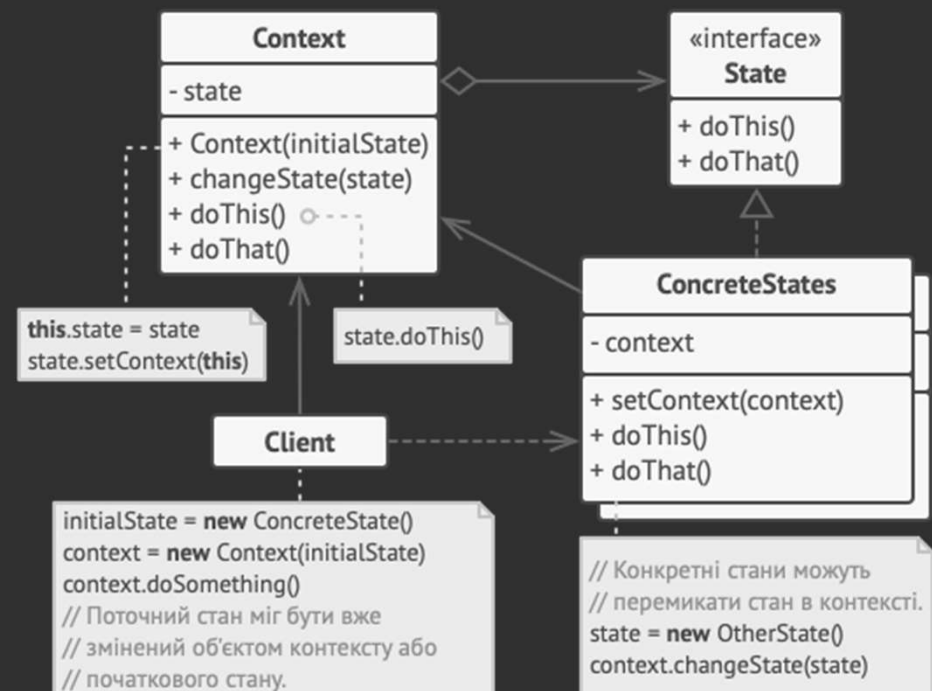 Context
- state
+ Context(initialState)
+ changeState(state)
+ doThis()
+ doThat()
«interface»
State
+ doThis()
+ doThat()
this.state = state
state.setContext(this)
state.doThis()
ConcreteStates
- context
+ setContext(context)
+ doThis()
+ doThat()
Client
initialState = new ConcreteState()
context = new Context(initialState)
context.doSomething()
// Поточний стан міг бути вже
// змінений об'єктом контексту або
// початкового стану.
// Конкретні стани можуть
// перемикати стан в контексті.
state = new OtherState()
context.changeState(state)